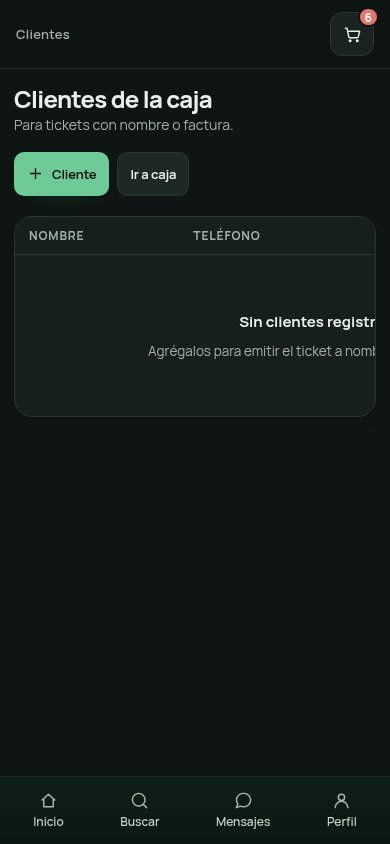 Clientes
6
Clientes de la caja
Para tickets con nombre o factura.
Cliente
Ir a caja
NOMBRE TELÉFONO
Sin clientes registr
Agrégalos para emitir el ticket a nomb
Inicio Buscar Mensajes Perfil